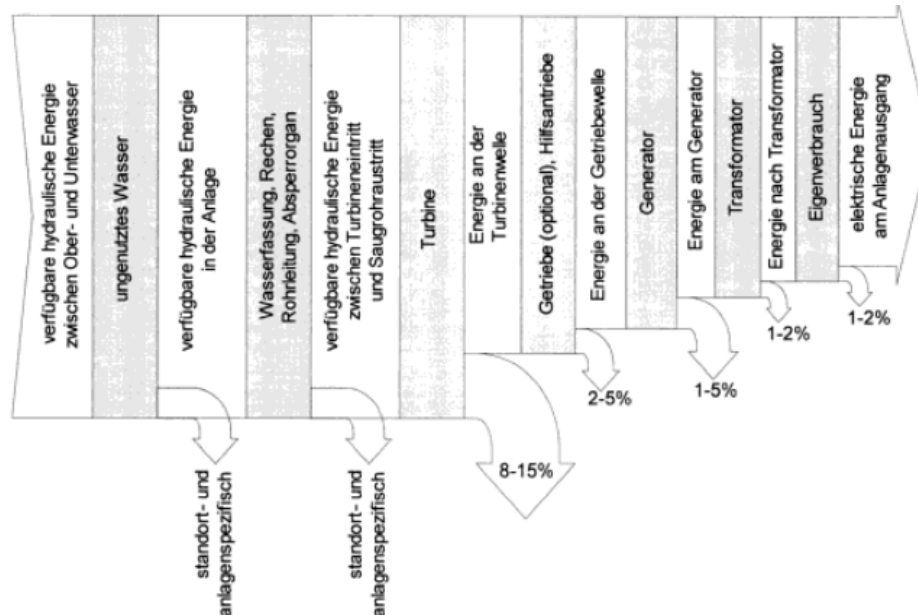 verfügbare hydraulische Energie
zwischen Ober- und Unterwasser
ungenutztes Wasser
verfügbare hydraulische Energie
in der Anlage
Wasserfassung, Rechen,
Rohrleitung, Absperrorgan
verfügbare hydraulische Energie
zwischen Turbineneintritt
und Saugrohraustritt
Turbine
Energie an der
Turbinenwelle
Getriebe (optional), Hilfsantriebe
Energie an der Getriebewelle
Generator
Energie am Generator
Transformator
Energie nach Transformator
Eigenverbrauch
elektrische Energie
am Anlagenausgang
standort- und
anlagenspezifisch
standort- und
anlagenspezifisch
8-15%
2-5%
1-5%
1-2%
1-2%